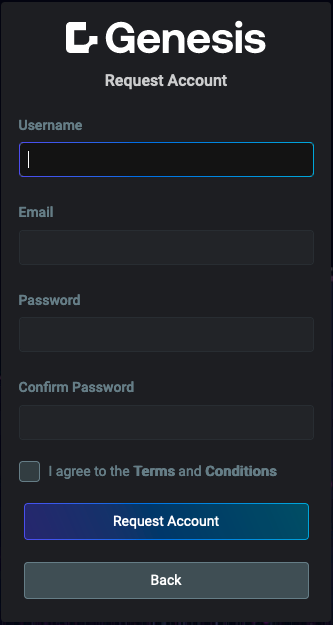 Genesis
Request Account
Username
Email
Password
Confirm Password
I agree to the Terms and Conditions
Request Account
Back